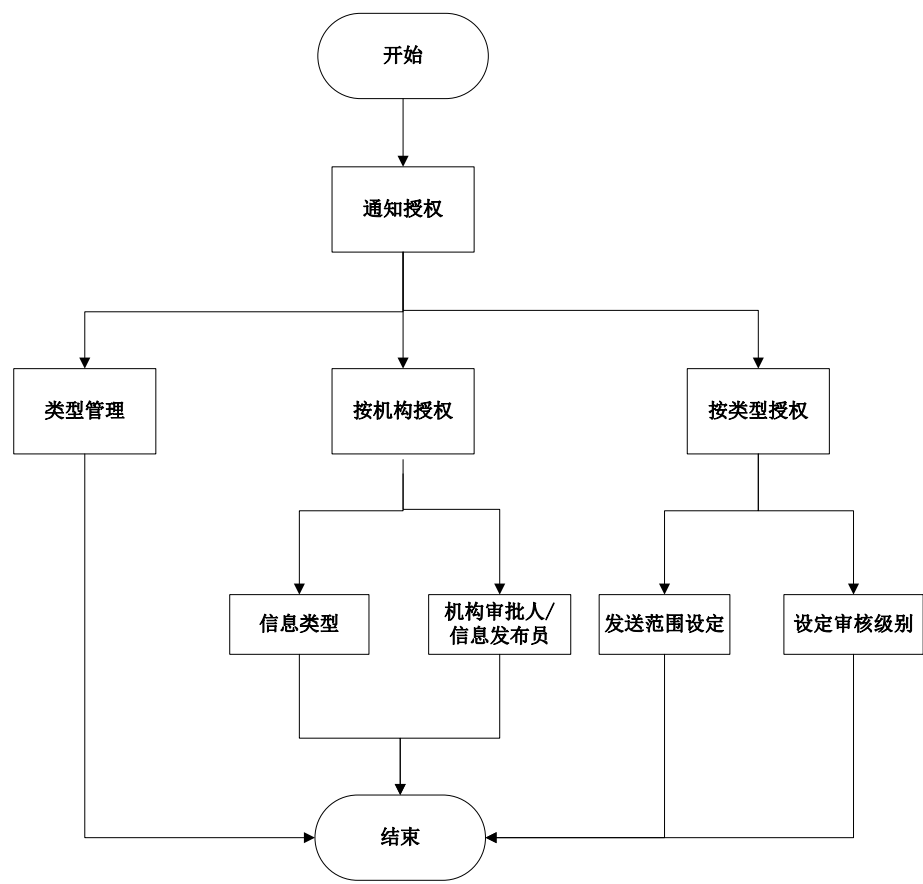 开始
通知授权
类型管理
按机构授权
按类型授权
信息类型
机构审批人/
信息发布员
发送范围设定
设定审核级别
结束